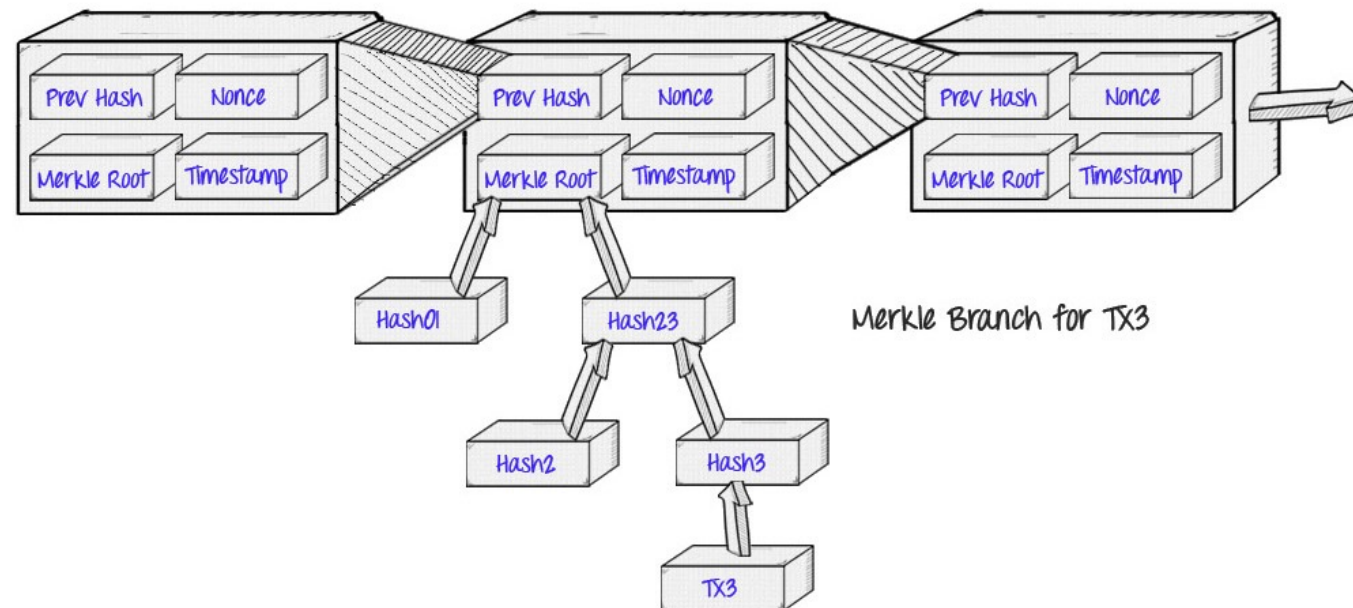 Prev Hash Nonce Prev Hash Nonce Prev Hash Nonce
Merkle Root Timestamp Merkle Root Timestamp Merkle Root Timestamp
Hash01 Hash23 Merkle Branch for TX3
Hash2 Hash3
TX3